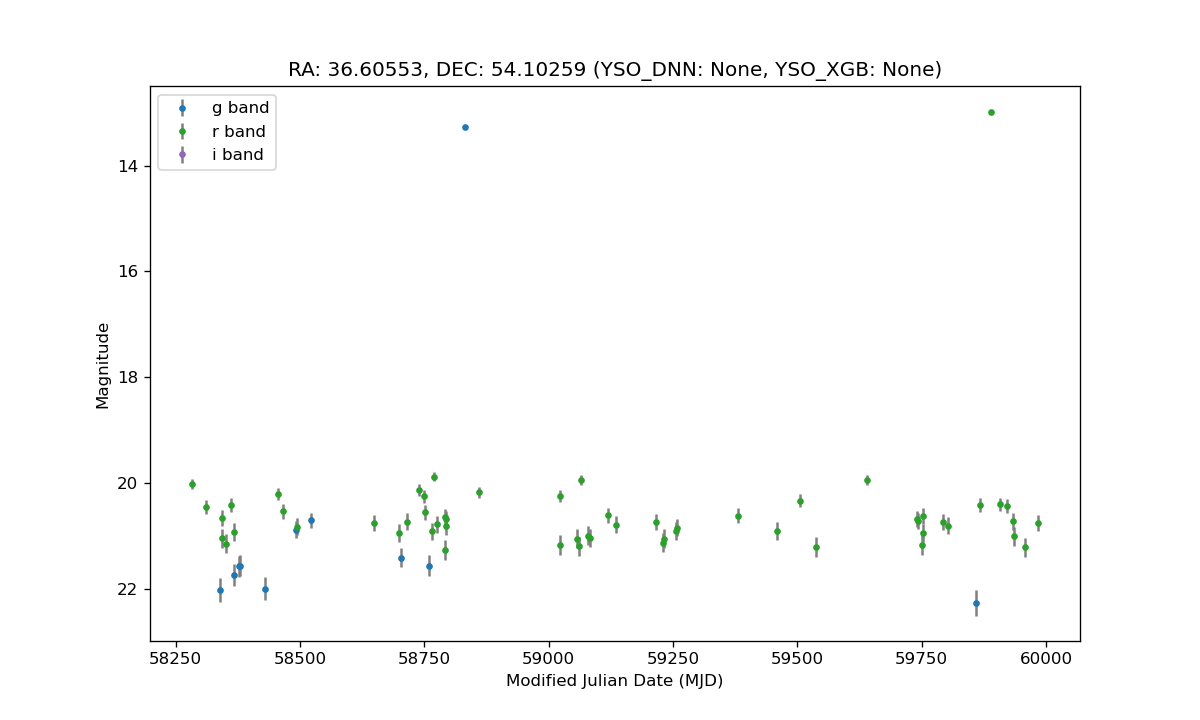 RA: 36.60553, DEC: 54.10259 (YSO_DNN: None, YSO_XGB: None)
g band
r band
i band
14
16
18
20
22
Magnitude
58250 58500 58750 59000 59250 59500 59750 60000
Modified Julian Date (MJD)